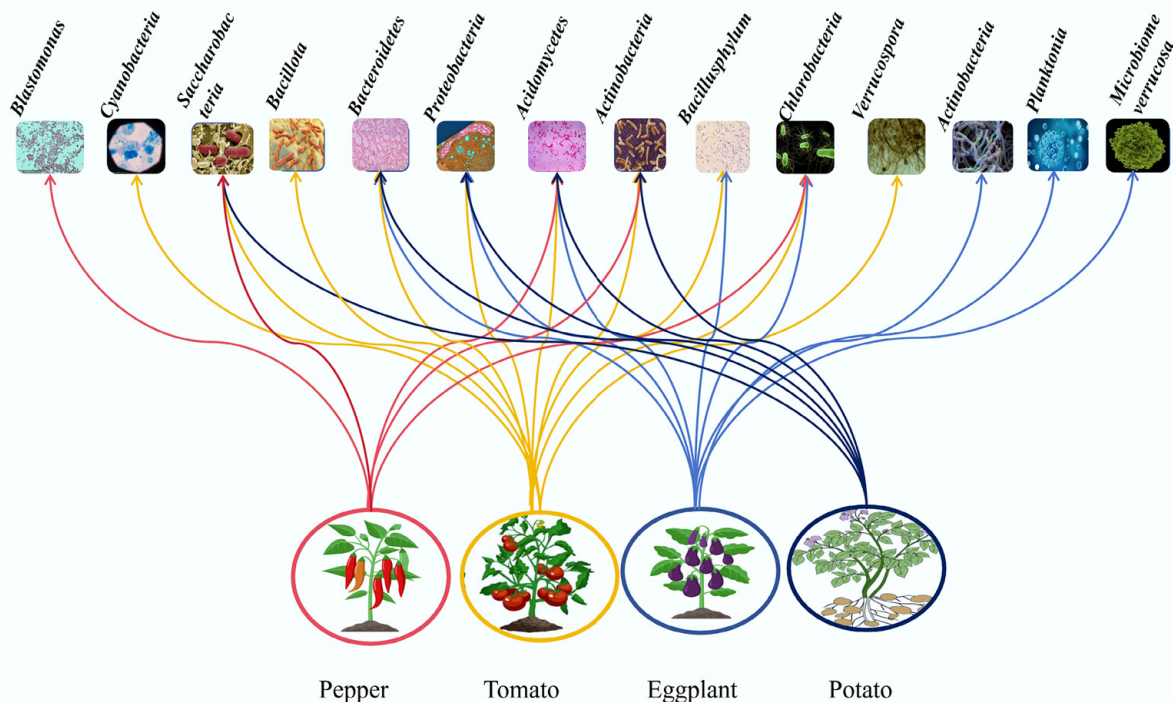 Blastomonas
Cyanobacteria
Saccharobac
teria
Bacillota
Bacteroidetes
Proteobacteria
Acidomycetes
Actinobacteria
Bacillusphylum
Chlorobacteria
Verrucospora
Actinobacteria
Planktonia
Microbiome
verrucosa
Pepper
Tomato
Eggplant
Potato